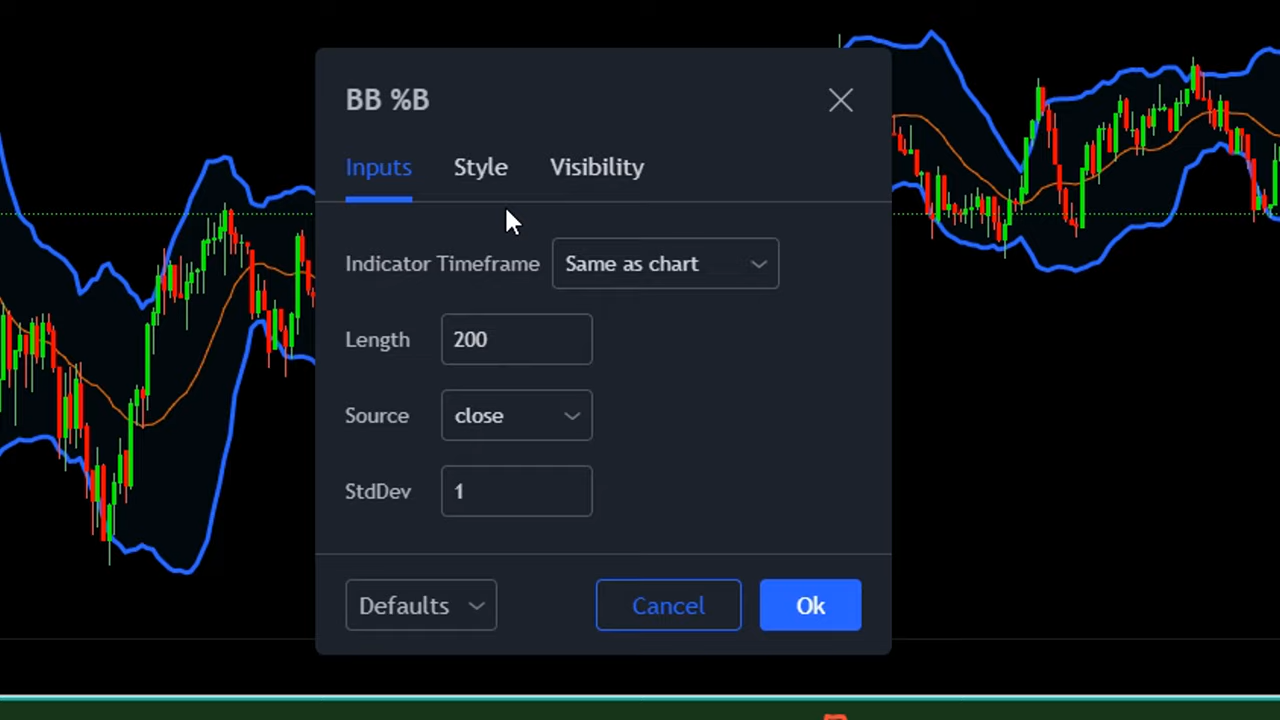 BB %B
Inputs Style Visibility
Indicator Timeframe Same as chart
Length 200
Source close
StdDev 1
Defaults Cancel Ok